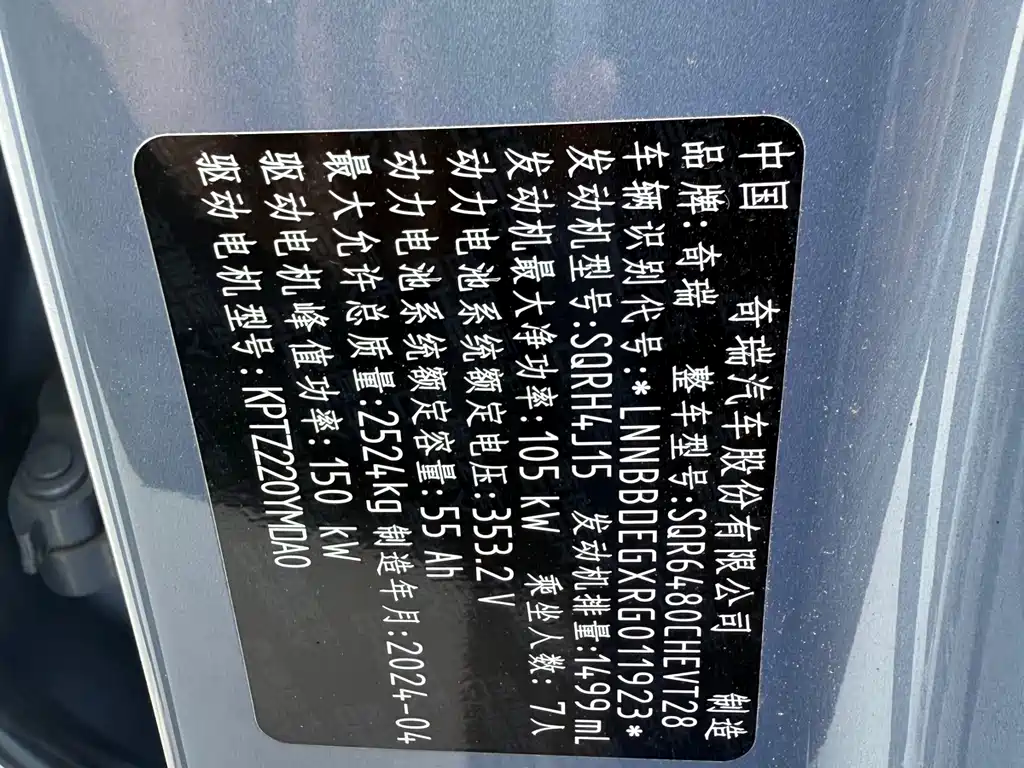 中国 奇瑞汽车股份有限公司 制造
品牌:奇瑞 整车型号:SQR6480CHEVT28
车辆识别代号:*LNNBBDEGXRG011923*
发动机型号:SQRH4J15 发动机排量:1499mL
发动机最大净功率:105 kW 乘坐人数: 7人
动力电池系统额定电压:353.2 V
动力电池系统额定容量:55 Ah
最大允许总质量:2524kg 制造年月:2024-04
驱动电机峰值功率:150 kW
驱动电机型号:KPTZ220YMDA0